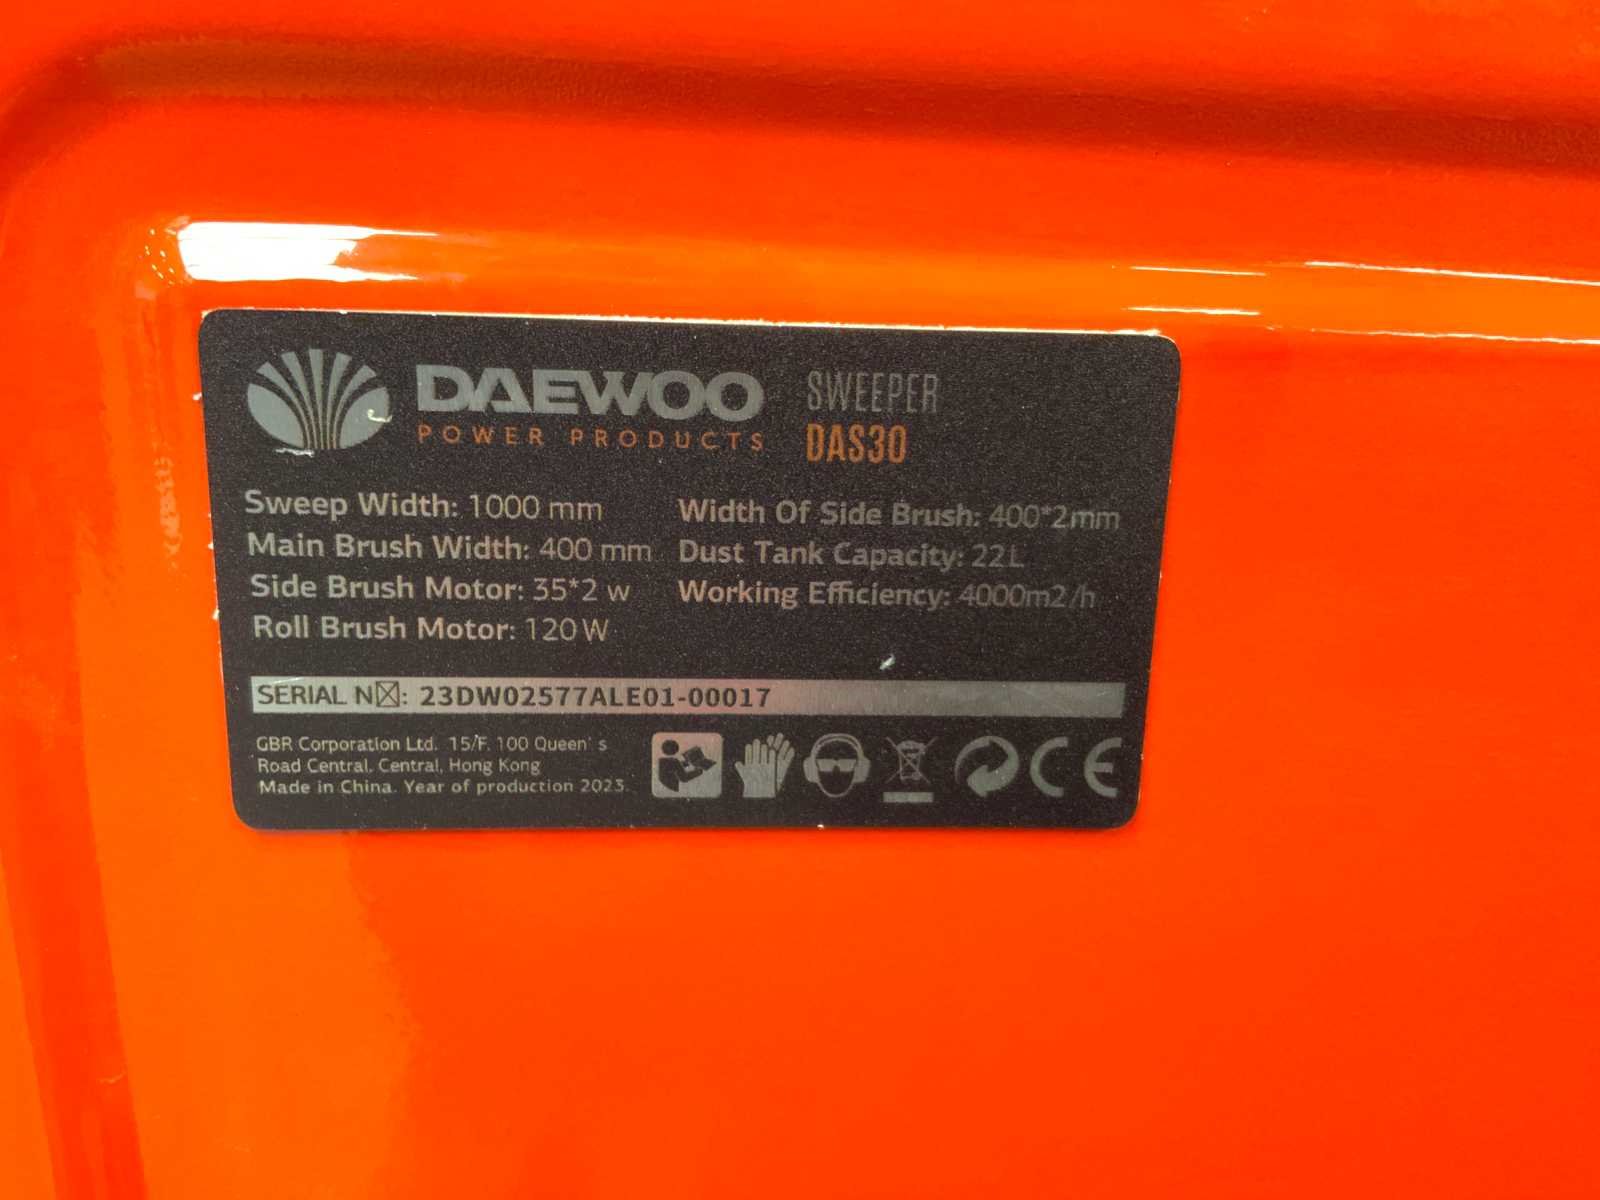 DAEWOO
POWER PRODUCTS
SWEEPER
DAS30
Sweep Width: 1000 mm
Main Brush Width: 400 mm
Side Brush Motor: 35*2 w
Roll Brush Motor: 120W
Width Of Side Brush: 400*2mm
Dust Tank Capacity: 22L
Working Efficiency: 4000m2/h
SERIAL N☒: 23DW02577ALE01-00017
GBR Corporation Ltd. 15/F. 100 Queen's
Road Central, Central, Hong Kong
Made in China. Year of production 2023.
CE